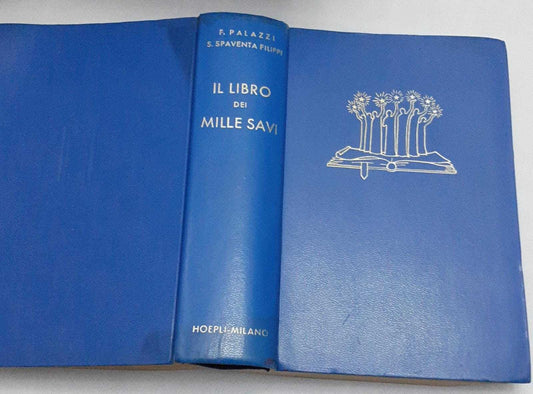 F. PALAZZI
S. SPAVENTA FILIPPI
IL LIBRO
DEI
MILLE SAVI
HOEPLI-MILANO